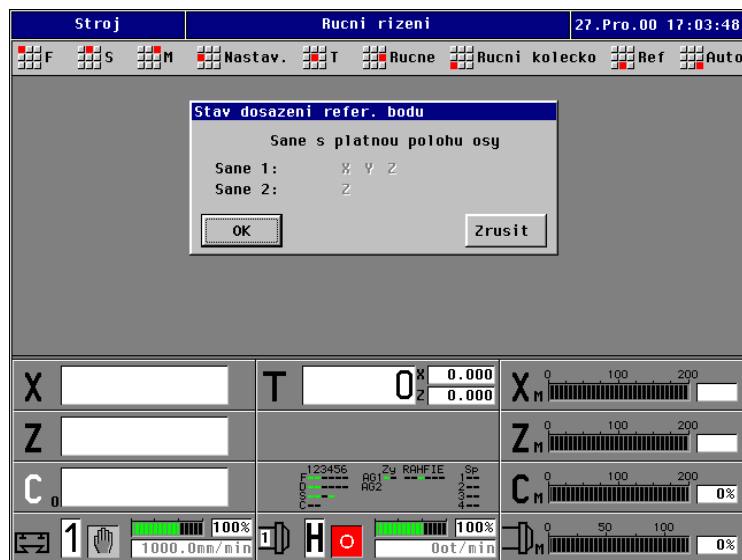 Stroj Rucni rizeni 27.Pro.00 17:03:48
F S M Nastav. T Rucne Rucni kolecko Ref Auto
Stav dosazeni refer. bodu
Sane s platnou polohu osy
Sane 1: X Y Z
Sane 2: Z
OK Zrusit
X T 0 X 0.000 Z 0.000 X M 0 100 200
Z Z M 0 100 200
C 0 123456 F D S C Zy RAHFIE AG1 AG2 Sp 1 2 3 4 C M 0 100 200 0%
1 100% 1000.0mm/min 1 H 100% 0ot/min M 0 50 100 0%